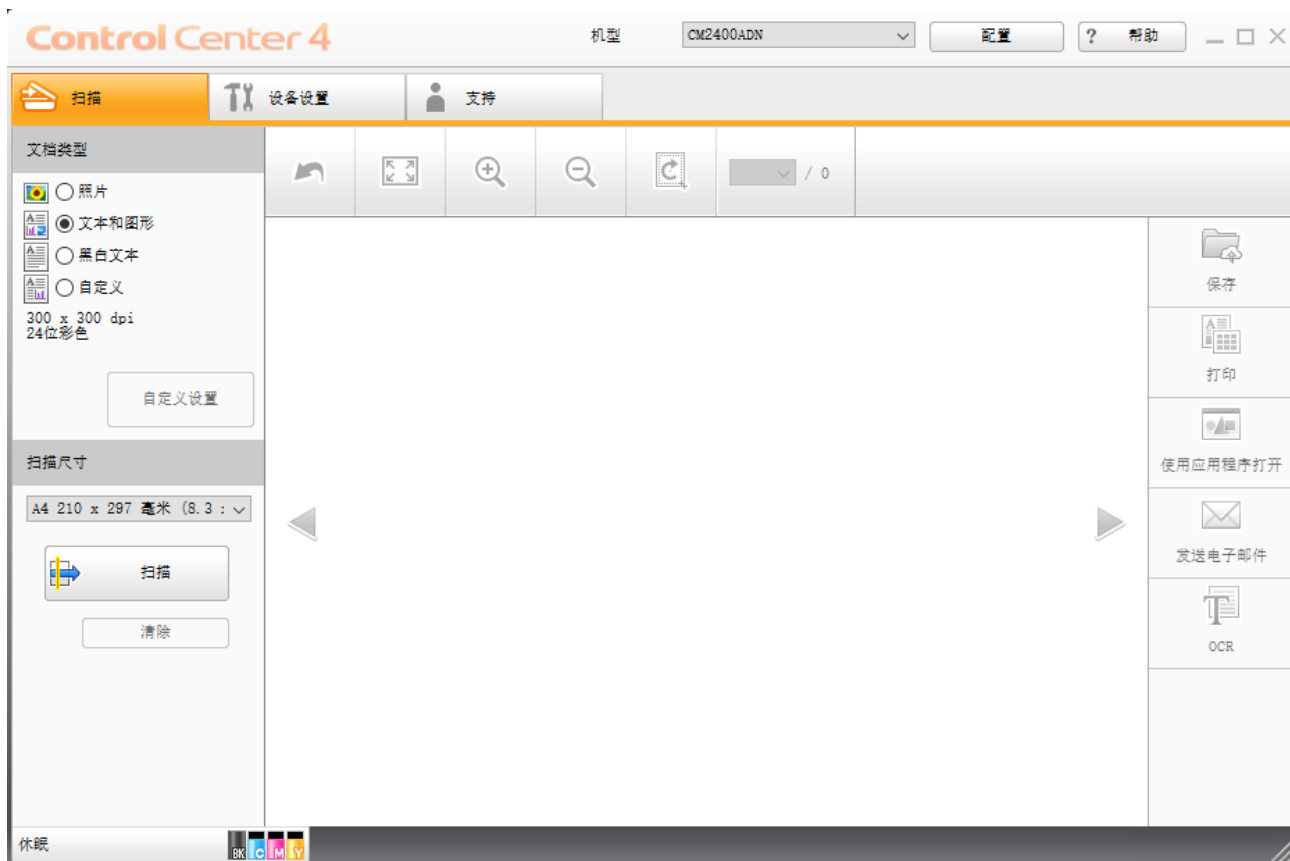 Control Center 4
机型
CM2400ADN
配置
? 帮助
扫描
设备设置
支持
文档类型
照片
文本和图形
黑白文本
自定义
300 x 300 dpi
24位彩色
自定义设置
扫描尺寸
A4 210 x 297 毫米 (8.3 :
扫描
清除
/ 0
保存
打印
使用应用程序打开
发送电子邮件
OCR
休眠
BK C M Y